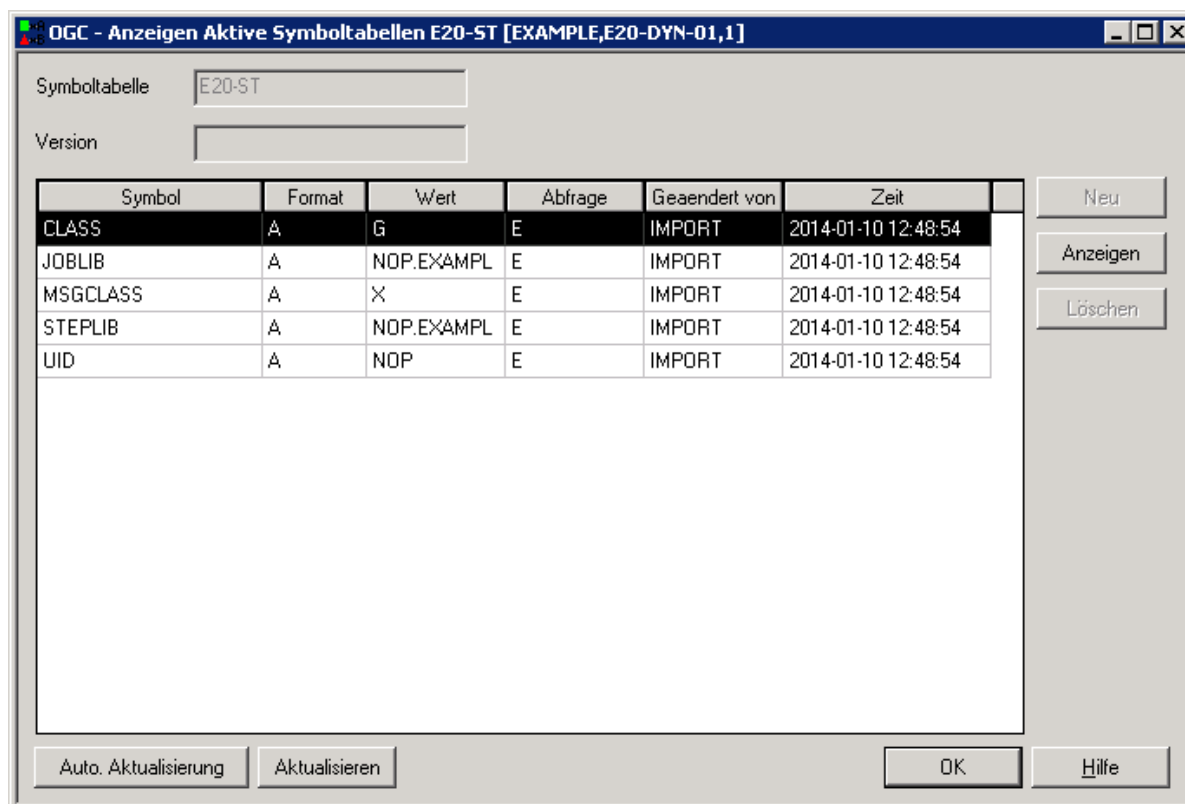 OGC - Anzeigen Aktive Symboltabellen E20-ST [EXAMPLE,E20-DYN-01,1]
Symboltabelle E20-ST
Version
Symbol Format Wert Abfrage Geaendert von Zeit
CLASS A G E IMPORT 2014-01-10 12:48:54
JOBLIB A NOP.EXAMPL E IMPORT 2014-01-10 12:48:54
MSGCLASS A X E IMPORT 2014-01-10 12:48:54
STEPLIB A NOP.EXAMPL E IMPORT 2014-01-10 12:48:54
UID A NOP E IMPORT 2014-01-10 12:48:54
Neu
Anzeigen
Löschen
Auto. Aktualisierung Aktualisieren OK Hilfe